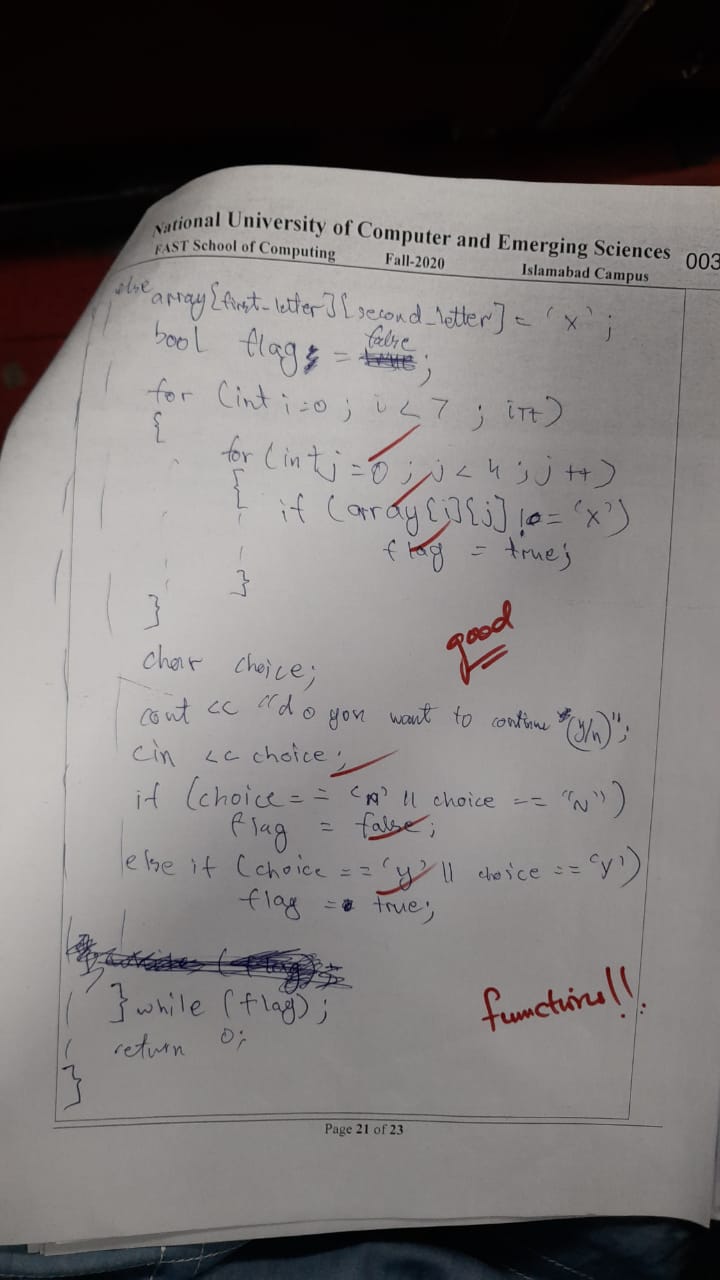 National University of Computer and Emerging Sciences 003
FAST School of Computing Fall-2020 Islamabad Campus
else array[first_letter][second_letter] = 'x';
bool flag = false;
for (int i=0; i<7; i++)
{
for (int j=0; j<4; j++)
{ if (array[i][j] != 'x')
flag = true;
}
}
good
char choice;
cout << "do you want to continue (y/n)";
cin << choice;
if (choice == 'n' || choice == "N")
flag = false;
else if (choice == 'y' || choice == 'Y')
flag = true;
} while (flag);
functions!!
return 0;
}
Page 21 of 23